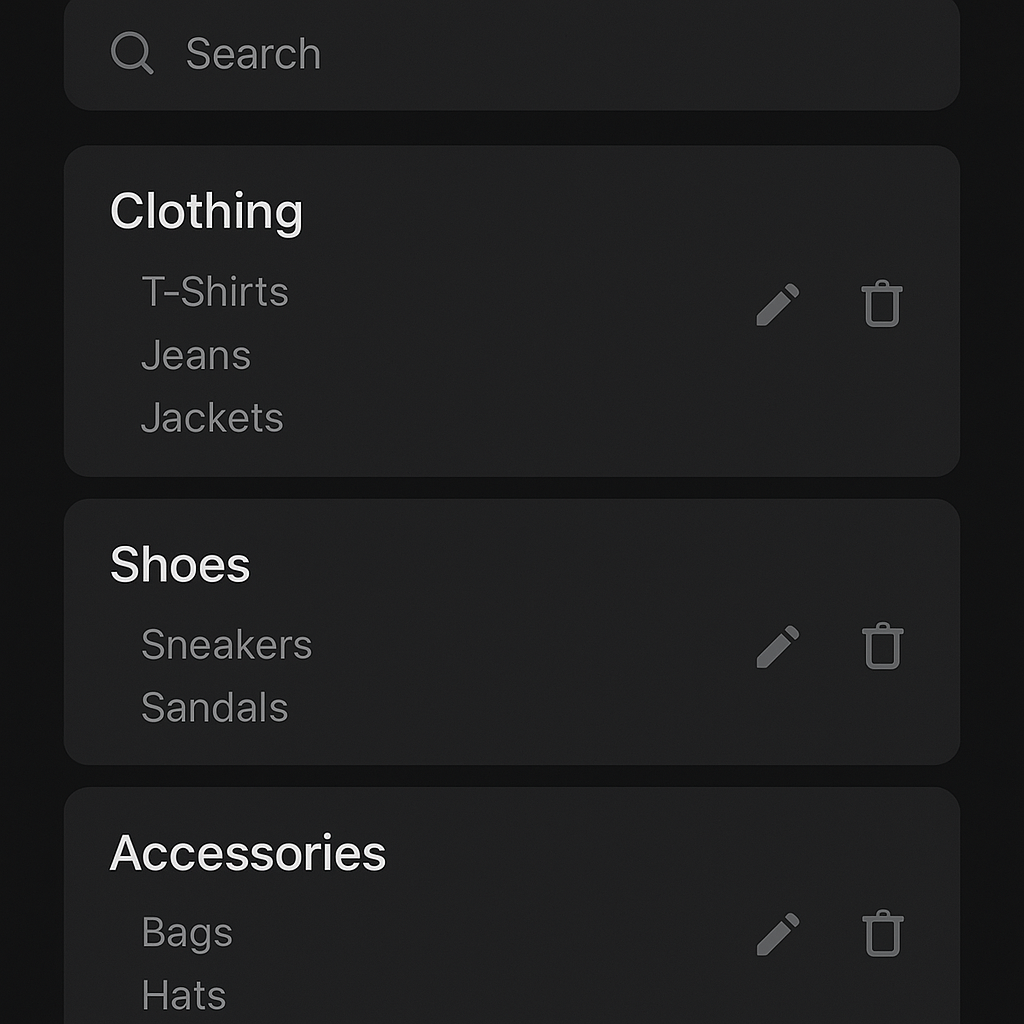 Search
Clothing
T-Shirts
Jeans
Jackets
Shoes
Sneakers
Sandals
Accessories
Bags
Hats